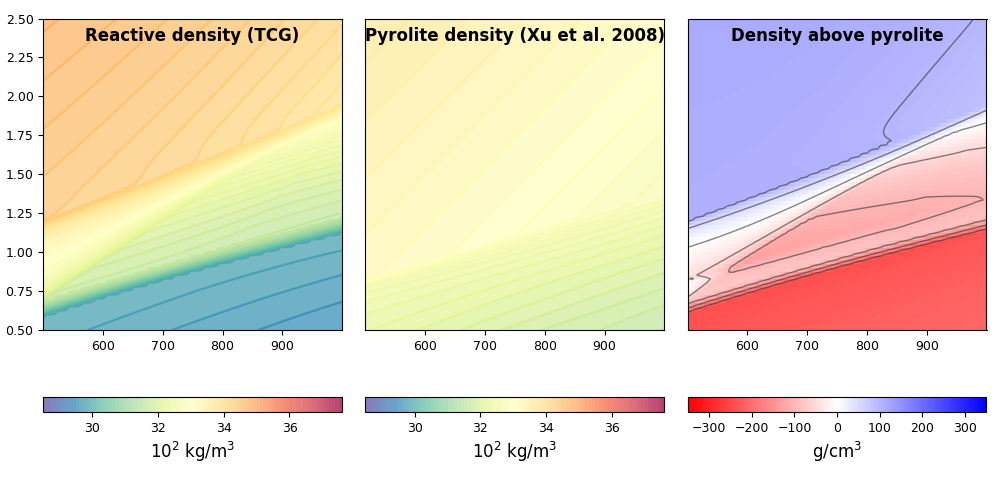 Reactive density (TCG)
Pyrolite density (Xu et al. 2008)
Density above pyrolite
2.50
2.25
2.00
1.75
1.50
1.25
1.00
0.75
0.50
600 700 800 900
600 700 800 900
600 700 800 900
30 32 34 36
10² kg/m³
30 32 34 36
10² kg/m³
−300 −200 −100 0 100 200 300
g/cm³